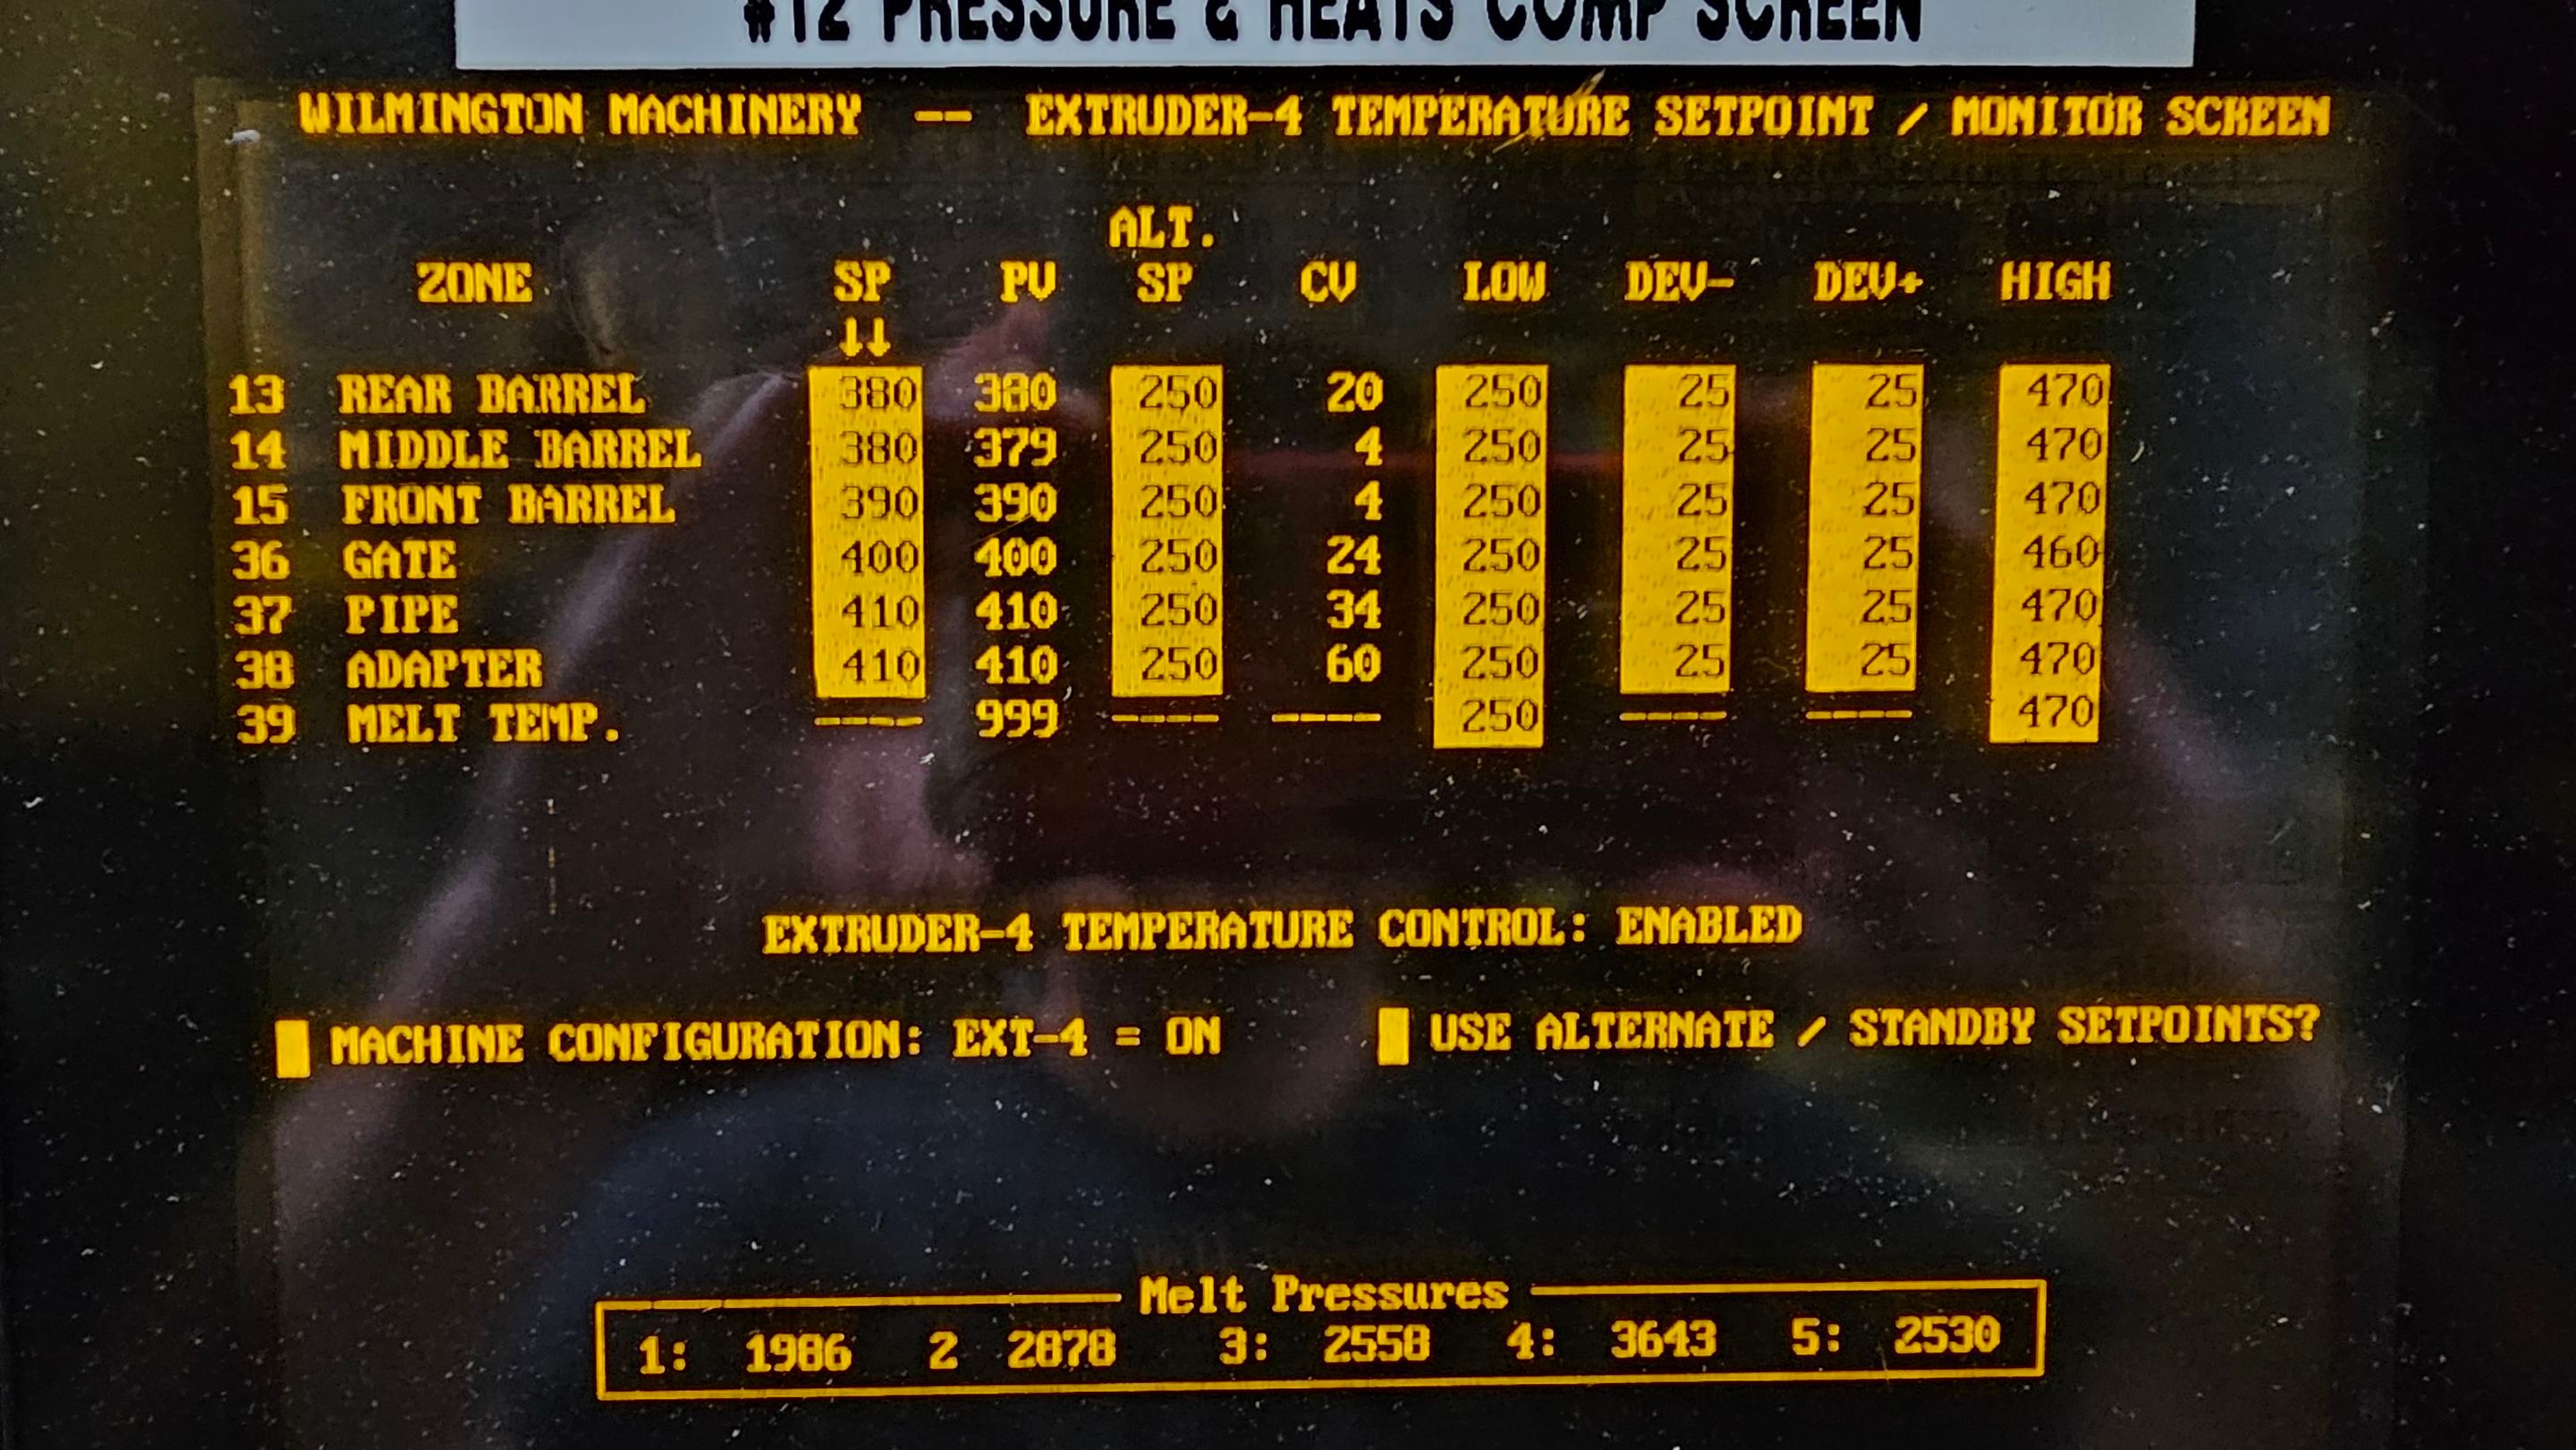 #12 PRESSURE & HEATS COMP SCREEN
WILMINGTON MACHINERY -- EXTRUDER-4 TEMPERATURE SETPOINT / MONITOR SCREEN
ALT.
ZONE SP PV SP CV LOW DEV- DEV+ HIGH
↓↓
13 REAR BARREL 380 380 250 20 250 25 25 470
14 MIDDLE BARREL 380 379 250 4 250 25 25 470
15 FRONT BARREL 390 390 250 4 250 25 25 470
36 GATE 400 400 250 24 250 25 25 460
37 PIPE 410 410 250 34 250 25 25 470
38 ADAPTER 410 410 250 60 250 25 25 470
39 MELT TEMP. ---- 999 ---- ---- 250 ---- ---- 470
EXTRUDER-4 TEMPERATURE CONTROL: ENABLED
MACHINE CONFIGURATION: EXT-4 = ON USE ALTERNATE / STANDBY SETPOINTS?
Melt Pressures
1: 1986 2 2878 3: 2558 4: 3643 5: 2530